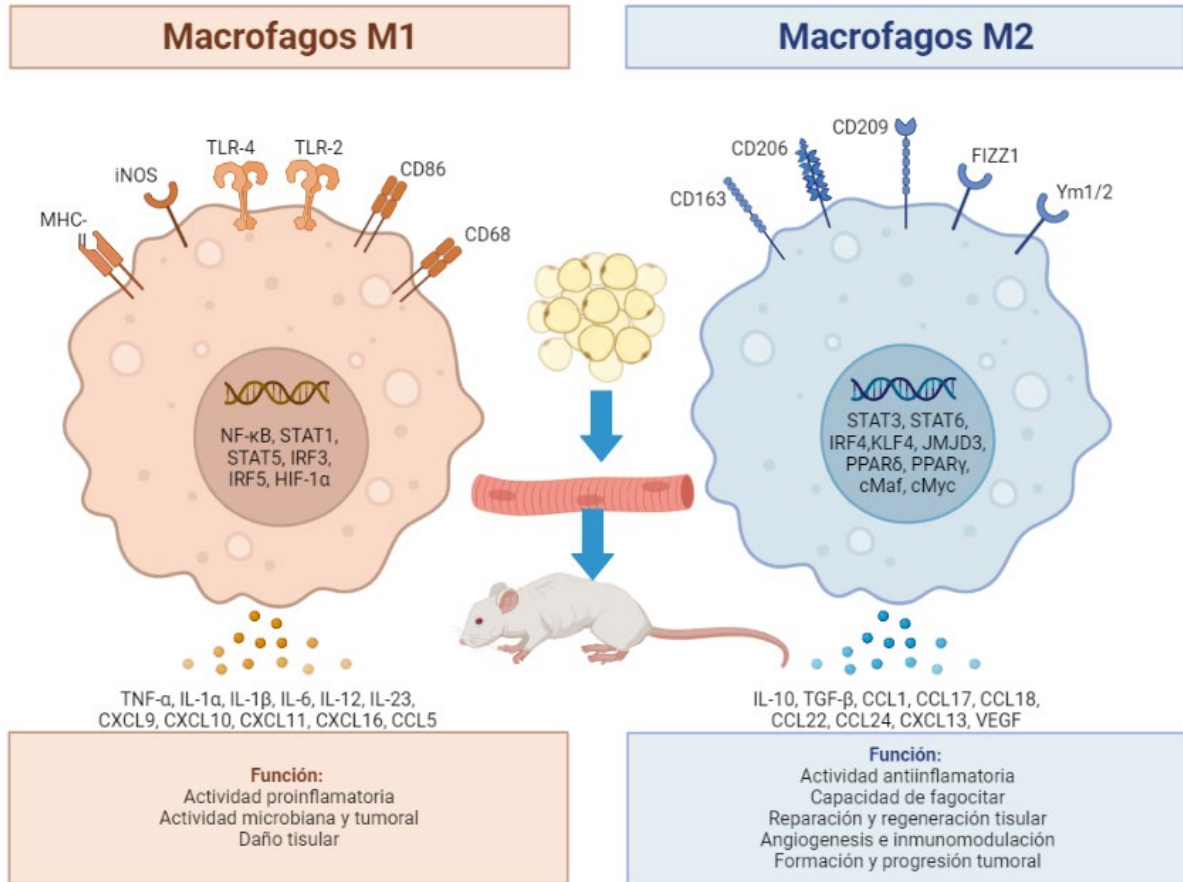 Macrofagos M1
MHC-
II
iNOS
TLR-4
TLR-2
CD86
CD68
NF-κB, STAT1,
STAT5, IRF3,
IRF5, HIF-1α
TNF-α, IL-1α, IL-1β, IL-6, IL-12, IL-23,
CXCL9, CXCL10, CXCL11, CXCL16, CCL5
Función:
Actividad proinflamatoria
Actividad microbiana y tumoral
Daño tisular
Macrofagos M2
CD163
CD206
CD209
FIZZ1
Ym1/2
STAT3, STAT6,
IRF4,KLF4, JMJD3,
PPARδ, PPARγ,
cMaf, cMyc
IL-10, TGF-β, CCL1, CCL17, CCL18,
CCL22, CCL24, CXCL13, VEGF
Función:
Actividad antiinflamatoria
Capacidad de fagocitar
Reparación y regeneración tisular
Angiogenesis e inmunomodulación
Formación y progresión tumoral